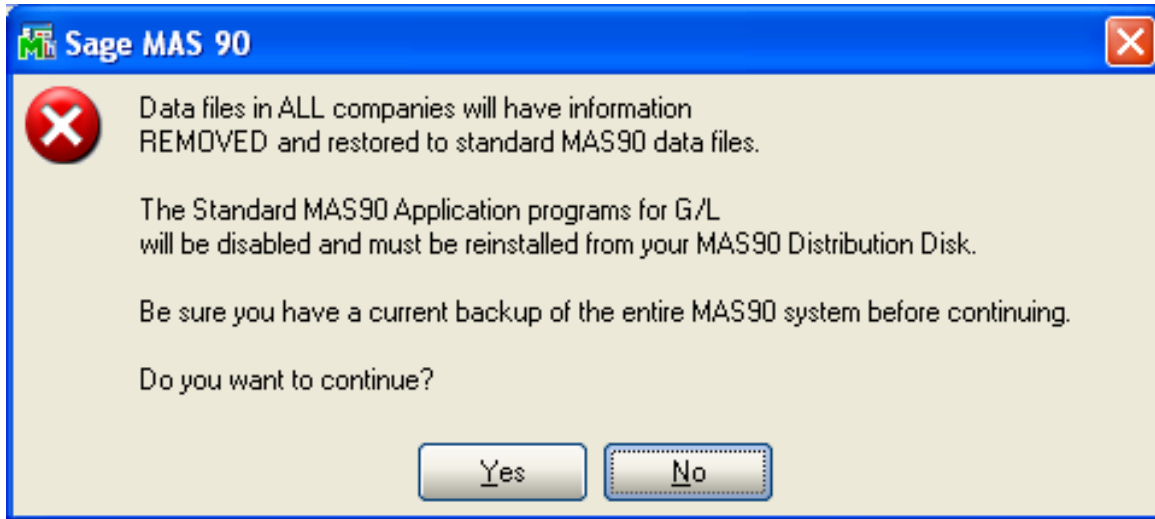 Sage MAS 90
Data files in ALL companies will have information
REMOVED and restored to standard MAS90 data files.
The Standard MAS90 Application programs for G/L
will be disabled and must be reinstalled from your MAS90 Distribution Disk.
Be sure you have a current backup of the entire MAS90 system before continuing.
Do you want to continue?
Yes
No